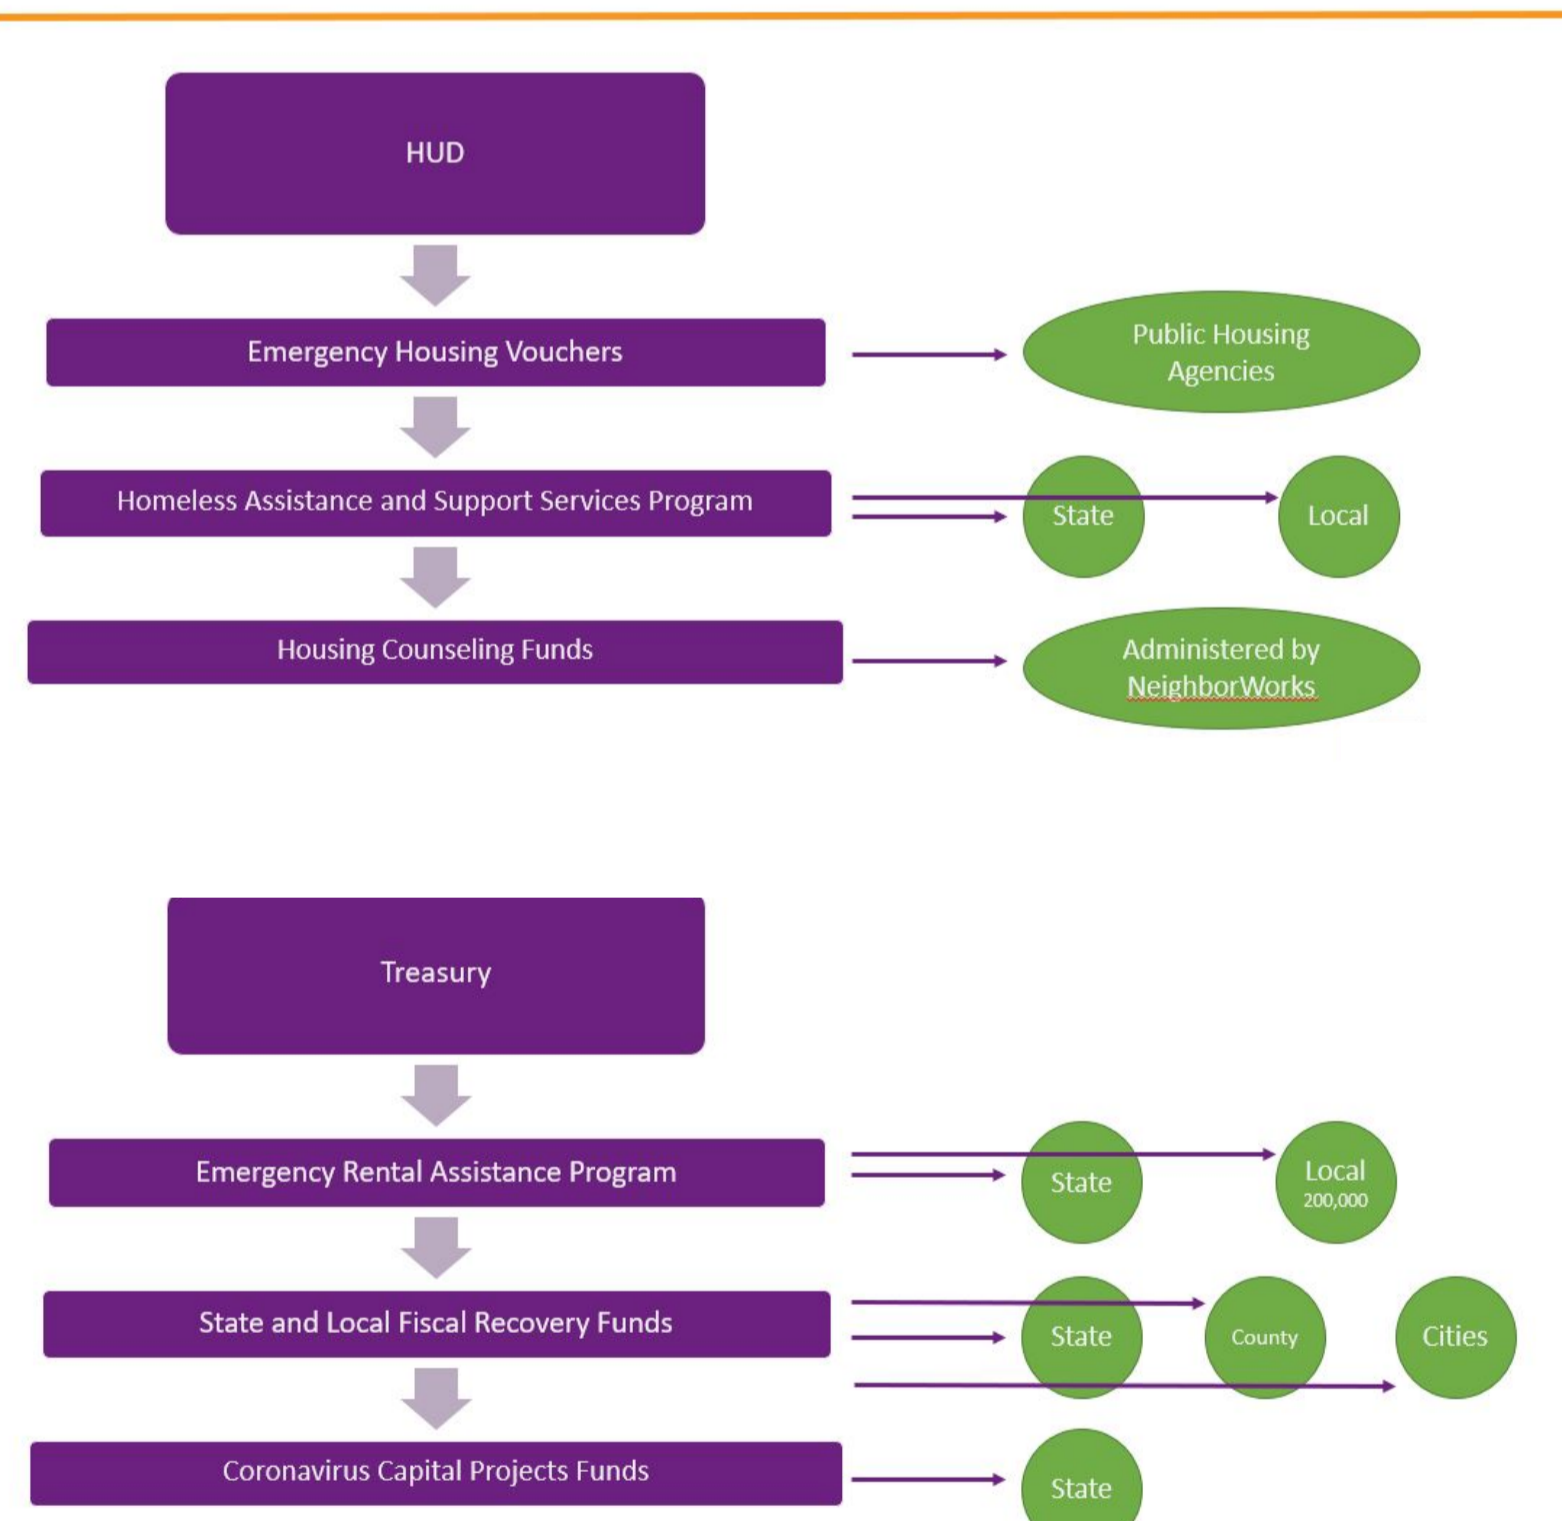 HUD
Emergency Housing Vouchers
Public Housing
Agencies
Homeless Assistance and Support Services Program
State
Local
Housing Counseling Funds
Administered by
NeighborWorks
Treasury
Emergency Rental Assistance Program
State
Local
200,000
State and Local Fiscal Recovery Funds
State
County
Cities
Coronavirus Capital Projects Funds
State